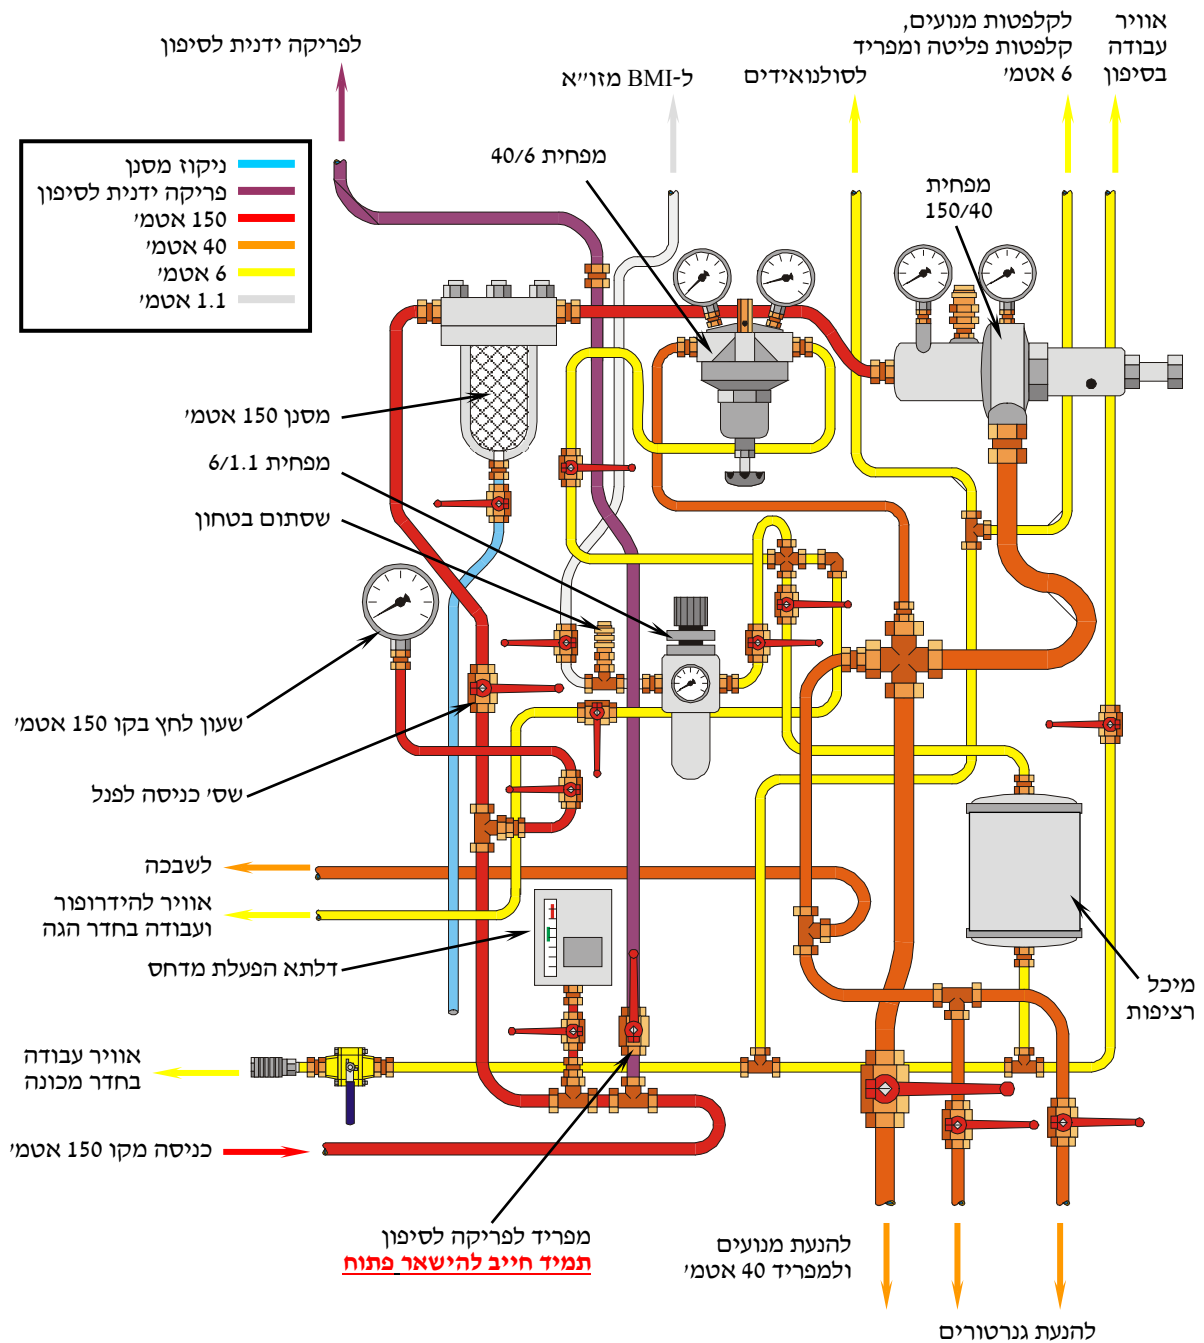 אוויר
עבודה
בסיפון
לקלפטות מנועים,
קלפטות פליטה ומפריד
6 אטמ'
לסולנואידים
ל-BMI מזו״א
לפריקה ידנית לסיפון
ניקוז מסנן
פריקה ידנית לסיפון
150 אטמ'
40 אטמ'
6 אטמ'
1.1 אטמ'
מפחית 40/6
מפחית
150/40
מסנן 150 אטמ'
מפחית 6/1.1
שסתום בטחון
שעון לחץ בקו 150 אטמ'
שס' כניסה לפנל
לשבכה
אוויר להידרופור
ועבודה בחדר הגה
דלתא הפעלת מדחס
מיכל
רציפות
אוויר עבודה
בחדר מכונה
כניסה מקו 150 אטמ'
מפריד לפריקה לסיפון
תמיד חייב להישאר פתוח
להנעת מנועים
ולמפריד 40 אטמ'
להנעת גנרטורים